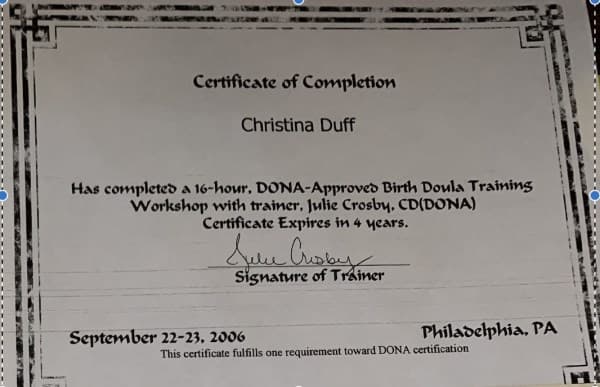 Certificate of Completion
Christina Duff
Has completed a 16-hour, DONA-Approved Birth Doula Training
Workshop with trainer, Julie Crosby, CD(DONA)
Certificate Expires in 4 years.
Julie Crosby
Signature of Trainer
September 22-23, 2006
Philadelphia, PA
This certificate fulfills one requirement toward DONA certification